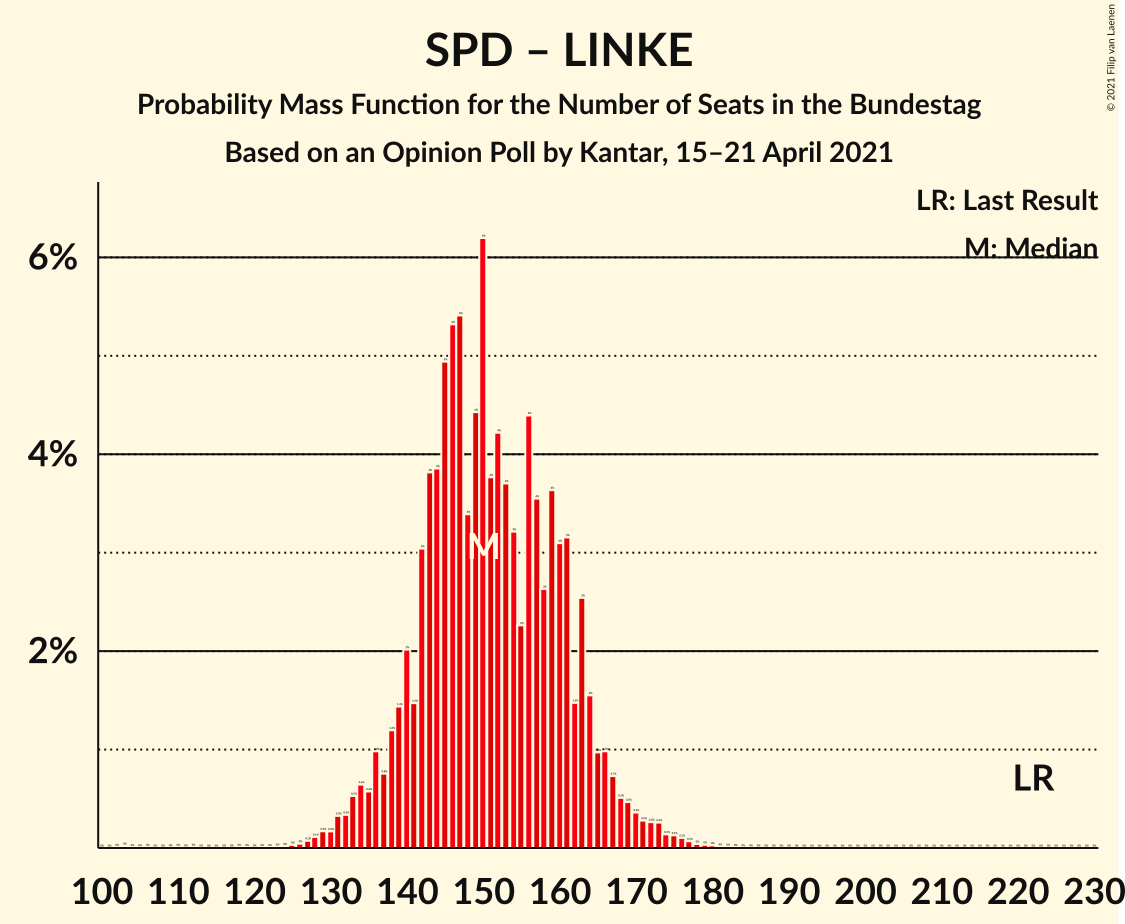 SPD – LINKE
Probability Mass Function for the Number of Seats in the Bundestag
Based on an Opinion Poll by Kantar, 15–21 April 2021
© 2021 Filip van Laenen
LR: Last Result
M: Median
6%
4%
2%
M
LR
100 110 120 130 140 150 160 170 180 190 200 210 220 230